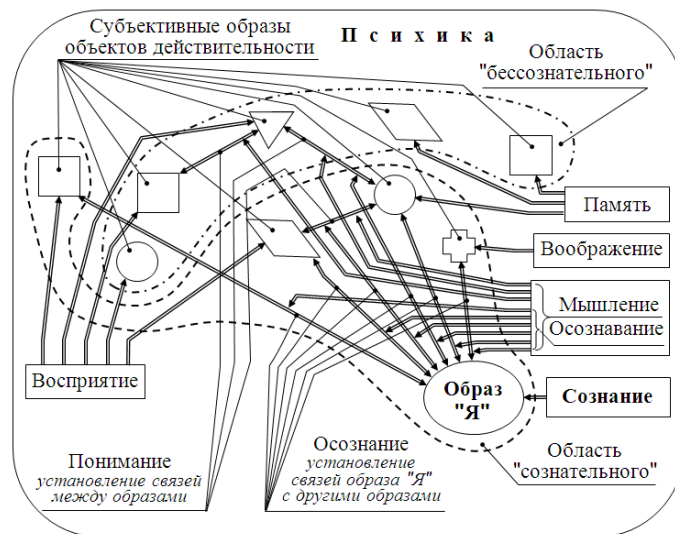 Субъективные образы
объектов действительности
Психика
Область
"бессознательного"
Память
Воображение
Мышление
Осознавание
Восприятие
Образ
"Я"
Сознание
Понимание
установление связей
между образами
Осознание
установление
связей образа "Я"
с другими образами
Область
"сознательного"